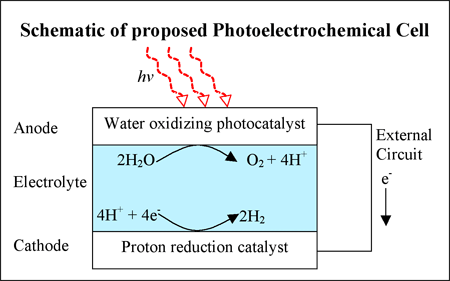 Schematic of proposed Photoelectrochemical Cell
hν
Anode
Water oxidizing photocatalyst
External
Circuit
e⁻
2H₂O
O₂ + 4H⁺
Electrolyte
4H⁺ + 4e⁻
2H₂
Cathode
Proton reduction catalyst